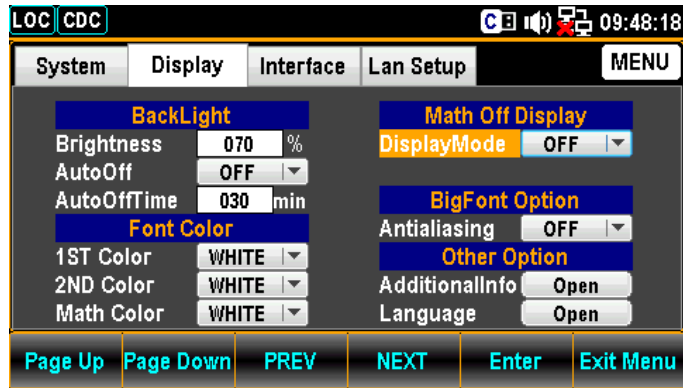 LOC CDC C 09:48:18
System Display Interface Lan Setup MENU
BackLight
Brightness 070 %
AutoOff OFF
AutoOffTime 030 min
Font Color
1ST Color WHITE
2ND Color WHITE
Math Color WHITE
Math Off Display
DisplayMode OFF
BigFont Option
Antialiasing OFF
Other Option
AdditionalInfo Open
Language Open
Page Up Page Down PREV NEXT Enter Exit Menu